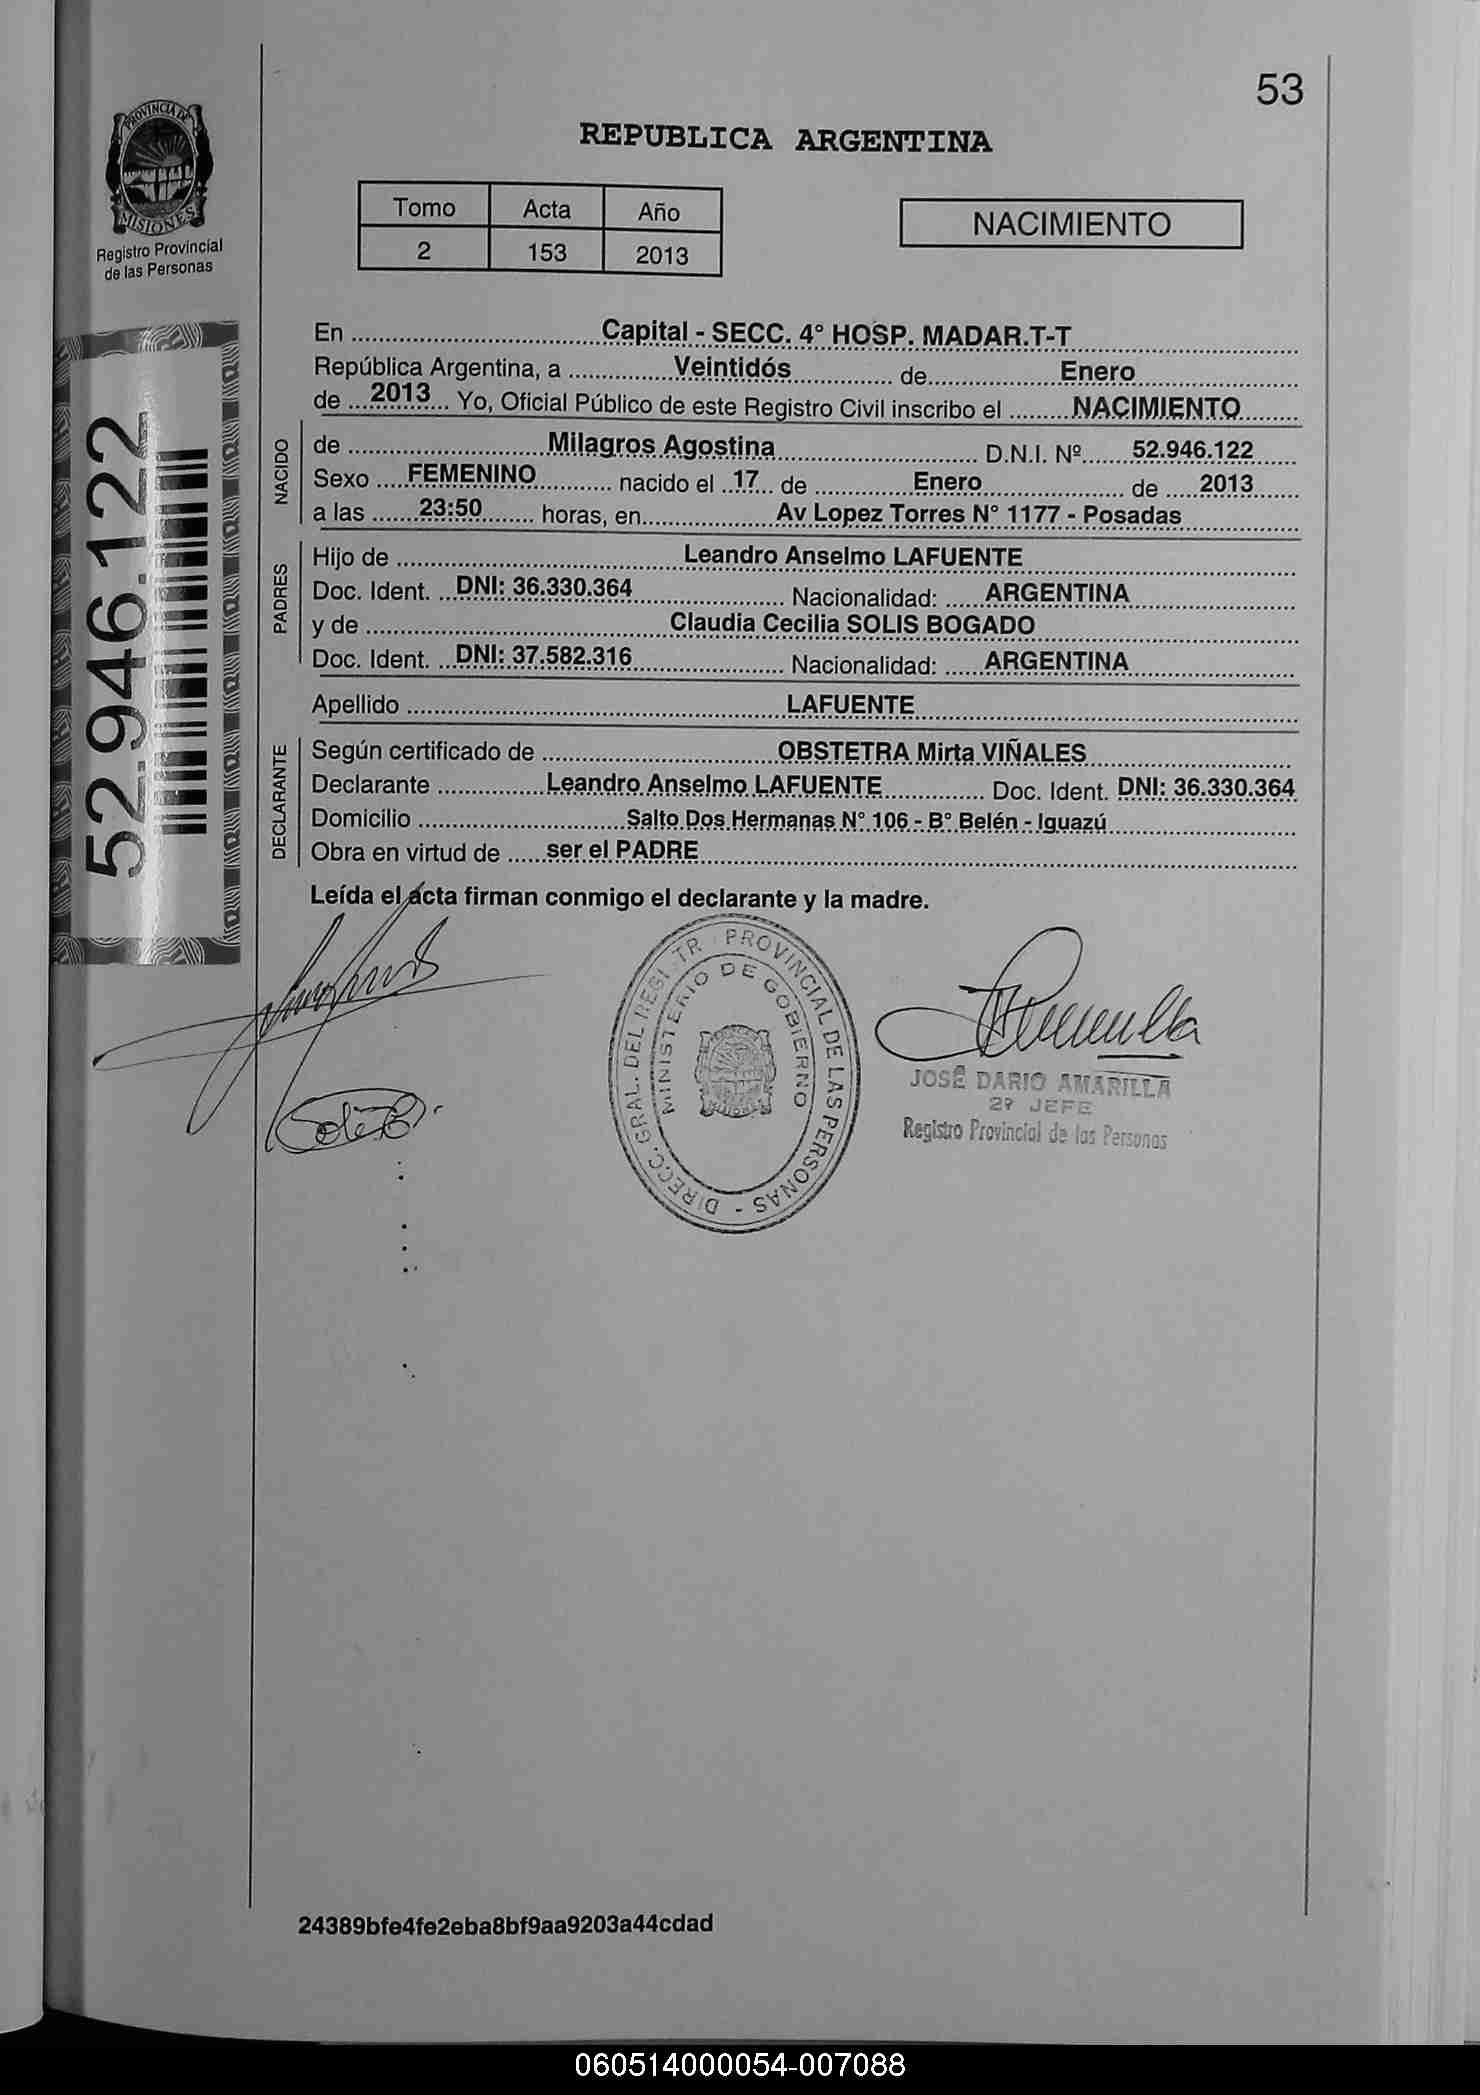 53
PROVINCIA DE
MISIONES
Registro Provincial
de las Personas
REPUBLICA ARGENTINA
Tomo Acta Año
2 153 2013
NACIMIENTO
52.946.122
En Capital - SECC. 4° HOSP. MADAR.T-T
República Argentina, a Veintidós de Enero
de 2013 Yo, Oficial Público de este Registro Civil inscribo el NACIMIENTO
NACIDO
de Milagros Agostina D.N.I. Nº 52.946.122
Sexo FEMENINO nacido el 17 de Enero de 2013
a las 23:50 horas, en Av Lopez Torres N° 1177 - Posadas
PADRES
Hijo de Leandro Anselmo LAFUENTE
Doc. Ident. DNI: 36.330.364 Nacionalidad: ARGENTINA
y de Claudia Cecilia SOLIS BOGADO
Doc. Ident. DNI: 37.582.316 Nacionalidad: ARGENTINA
Apellido LAFUENTE
DECLARANTE
Según certificado de OBSTETRA Mirta VIÑALES
Declarante Leandro Anselmo LAFUENTE Doc. Ident. DNI: 36.330.364
Domicilio Salto Dos Hermanas N° 106 - B° Belén - Iguazú
Obra en virtud de ser el PADRE
Leída el acta firman conmigo el declarante y la madre.
DIRECC. GRAL. DEL REGISTR. PROVINCIAL DE LAS PERSONAS -
MINISTERIO DE GOBIERNO
JOSÉ DARIO AMARILLA
2º JEFE
Registro Provincial de las Personas
24389bfe4fe2eba8bf9aa9203a44cdad
060514000054-007088